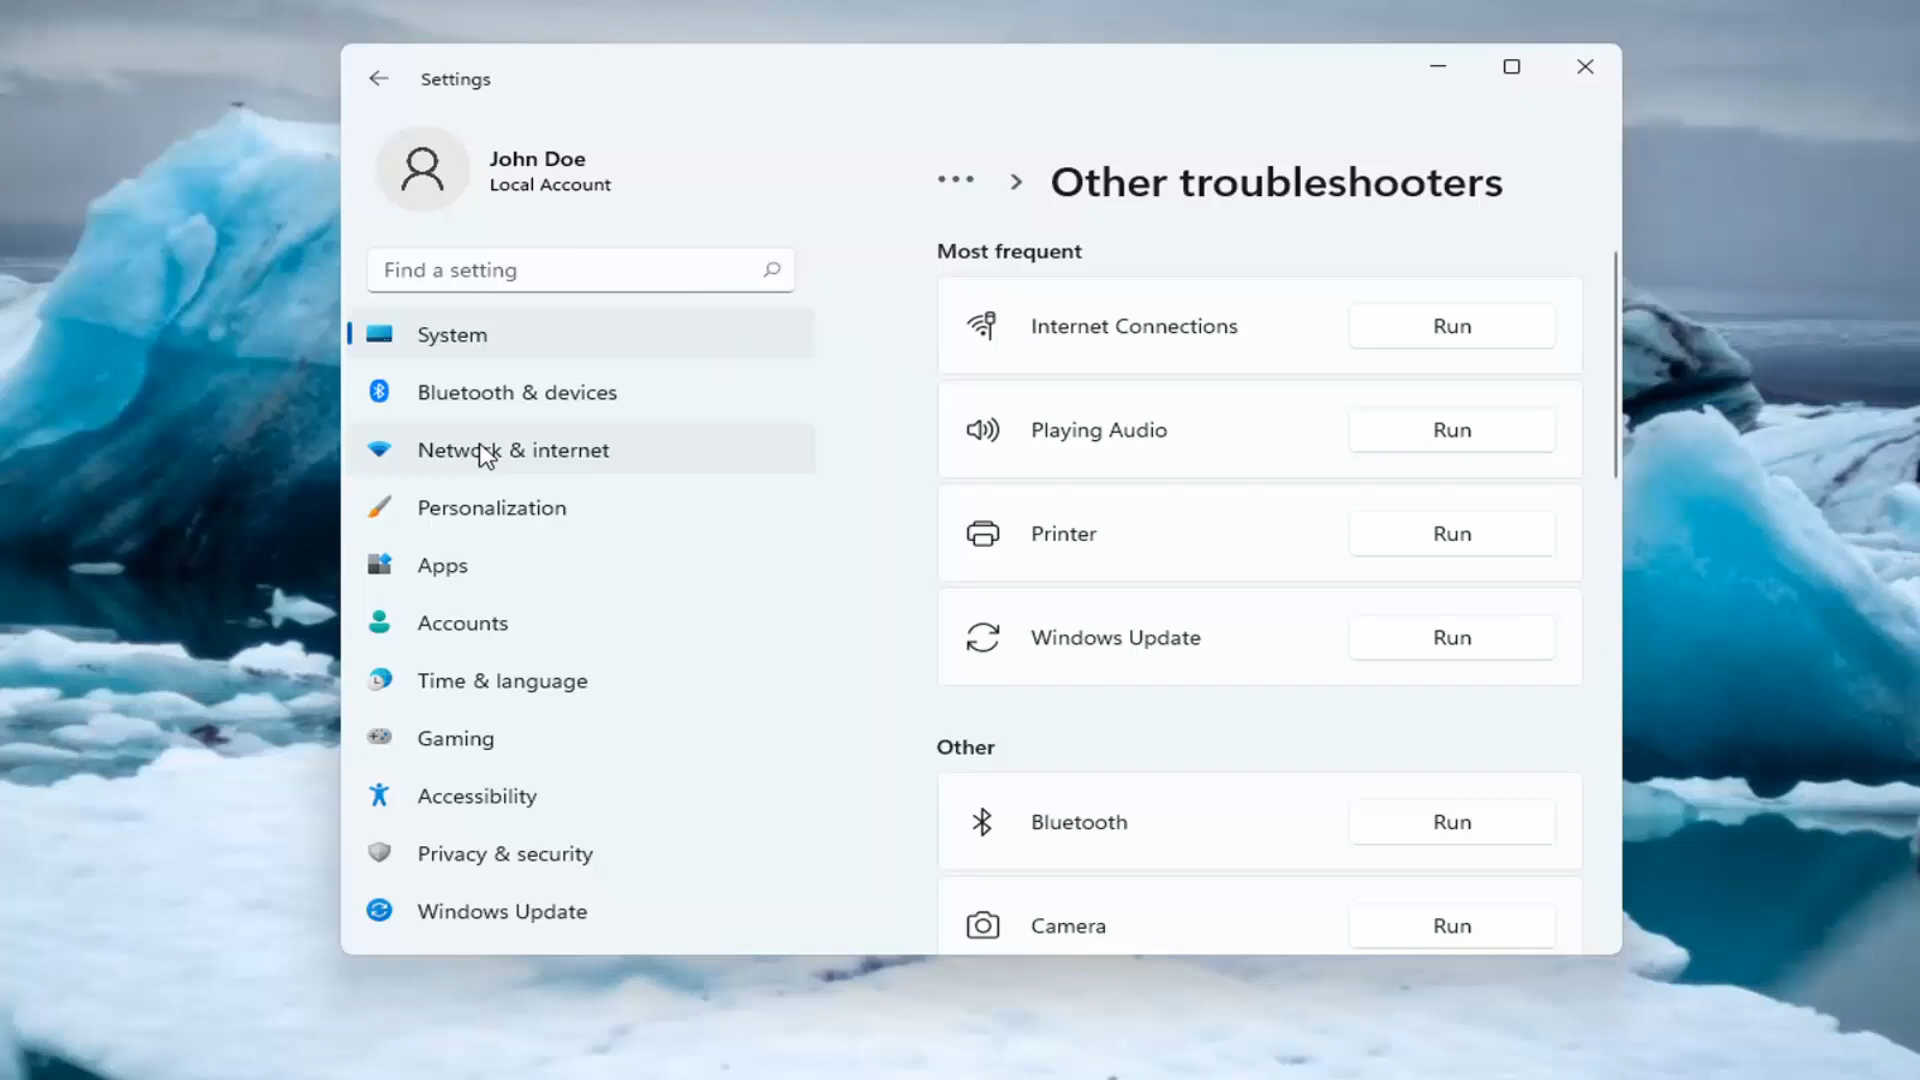 Settings
John Doe
Local Account
Find a setting
System
Bluetooth & devices
Network & internet
Personalization
Apps
Accounts
Time & language
Gaming
Accessibility
Privacy & security
Windows Update
... > Other troubleshooters
Most frequent
Internet Connections Run
Playing Audio Run
Printer Run
Windows Update Run
Other
Bluetooth Run
Camera Run